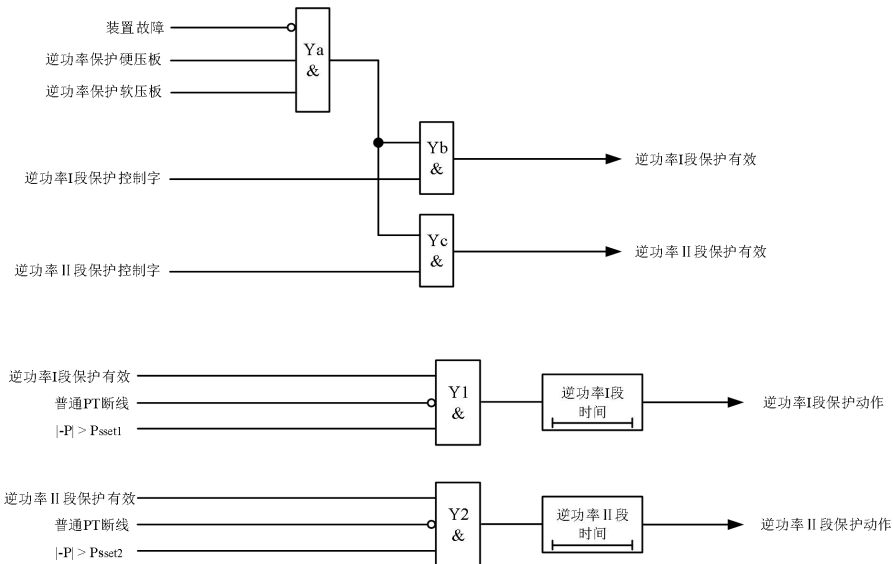 装置故障
逆功率保护硬压板
逆功率保护软压板
Ya
&
逆功率I段保护控制字
Yb
&
逆功率I段保护有效
逆功率II段保护控制字
Yc
&
逆功率II段保护有效
逆功率I段保护有效
普通PT断线
|-P| > Psset1
Y1
&
逆功率I段
时间
逆功率I段保护动作
逆功率II段保护有效
普通PT断线
|-P| > Psset2
Y2
&
逆功率II段
时间
逆功率II段保护动作